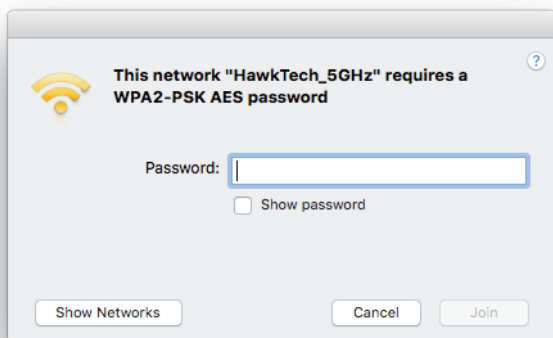 This network "HawkTech_5GHz" requires a
WPA2-PSK AES password
?
Password:
Show password
Show Networks
Cancel
Join